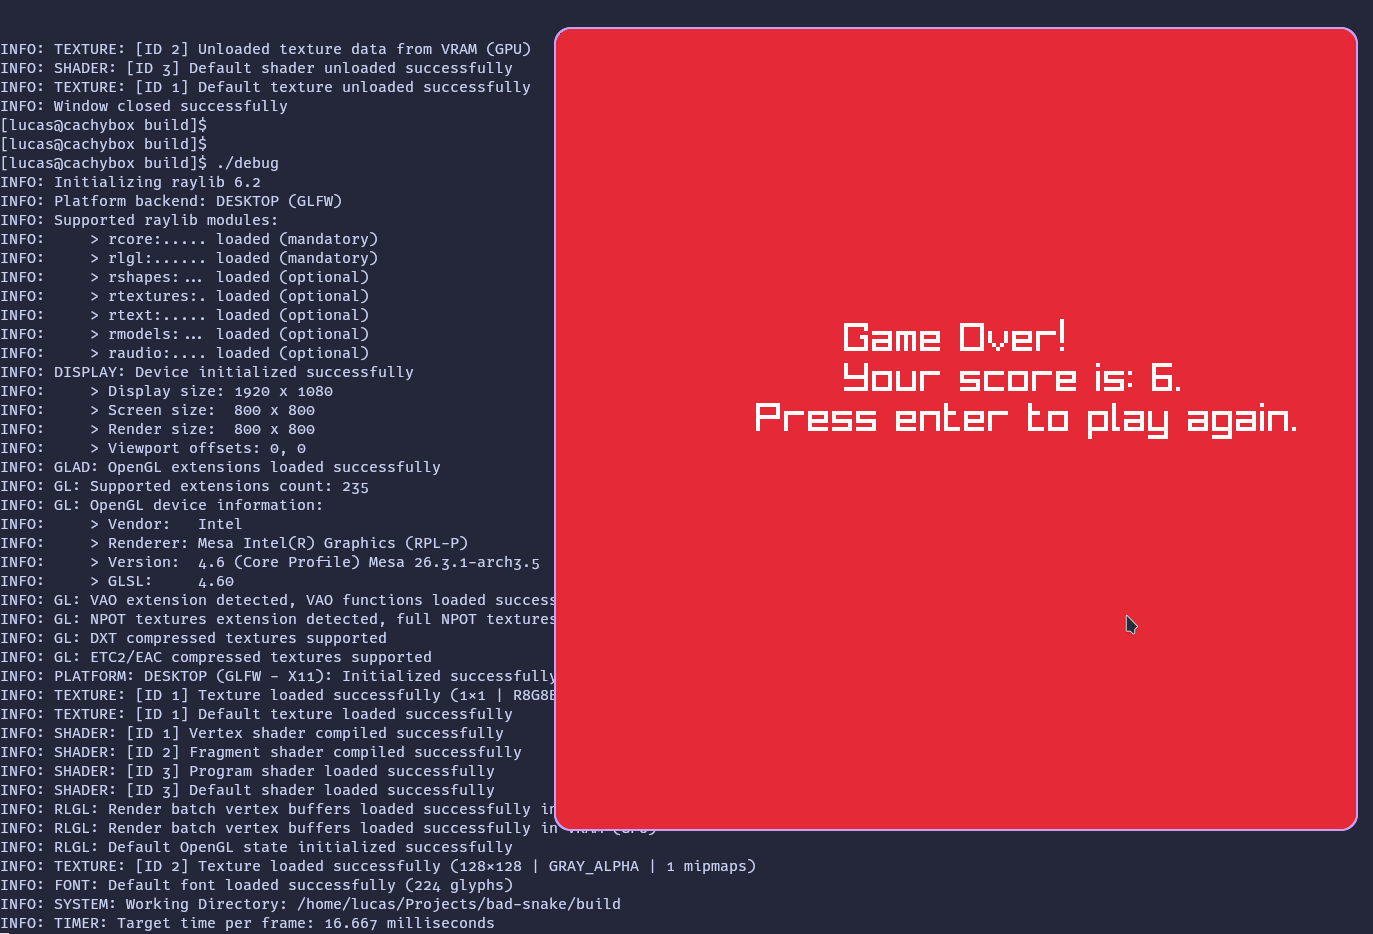 INFO: TEXTURE: [ID 2] Unloaded texture data from VRAM (GPU)
INFO: SHADER: [ID 3] Default shader unloaded successfully
INFO: TEXTURE: [ID 1] Default texture unloaded successfully
INFO: Window closed successfully
[lucas@cachybox build]$
[lucas@cachybox build]$
[lucas@cachybox build]$ ./debug
INFO: Initializing raylib 6.2
INFO: Platform backend: DESKTOP (GLFW)
INFO: Supported raylib modules:
INFO:     > rcore:..... loaded (mandatory)
INFO:     > rlgl:...... loaded (mandatory)
INFO:     > rshapes:... loaded (optional)
INFO:     > rtextures:. loaded (optional)
INFO:     > rtext:..... loaded (optional)
INFO:     > rmodels:... loaded (optional)
INFO:     > raudio:.... loaded (optional)
INFO: DISPLAY: Device initialized successfully
INFO:     > Display size: 1920 x 1080
INFO:     > Screen size:  800 x 800
INFO:     > Render size:  800 x 800
INFO:     > Viewport offsets: 0, 0
INFO: GLAD: OpenGL extensions loaded successfully
INFO: GL: Supported extensions count: 235
INFO: GL: OpenGL device information:
INFO:     > Vendor:   Intel
INFO:     > Renderer: Mesa Intel(R) Graphics (RPL-P)
INFO:     > Version:  4.6 (Core Profile) Mesa 26.3.1-arch3.5
INFO:     > GLSL:     4.60
INFO: GL: VAO extension detected, VAO functions loaded success
INFO: GL: NPOT textures extension detected, full NPOT textures
INFO: GL: DXT compressed textures supported
INFO: GL: ETC2/EAC compressed textures supported
INFO: PLATFORM: DESKTOP (GLFW - X11): Initialized successfully
INFO: TEXTURE: [ID 1] Texture loaded successfully (1x1 | R8G8
INFO: TEXTURE: [ID 1] Default texture loaded successfully
INFO: SHADER: [ID 1] Vertex shader compiled successfully
INFO: SHADER: [ID 2] Fragment shader compiled successfully
INFO: SHADER: [ID 3] Program shader loaded successfully
INFO: SHADER: [ID 3] Default shader loaded successfully
INFO: RLGL: Render batch vertex buffers loaded successfully in
INFO: RLGL: Render batch vertex buffers loaded successfully in
INFO: RLGL: Default OpenGL state initialized successfully
INFO: TEXTURE: [ID 2] Texture loaded successfully (128x128 | GRAY_ALPHA | 1 mipmaps)
INFO: FONT: Default font loaded successfully (224 glyphs)
INFO: SYSTEM: Working Directory: /home/lucas/Projects/bad-snake/build
INFO: TIMER: Target time per frame: 16.667 milliseconds
Game Over!
Your score is: 6.
Press enter to play again.